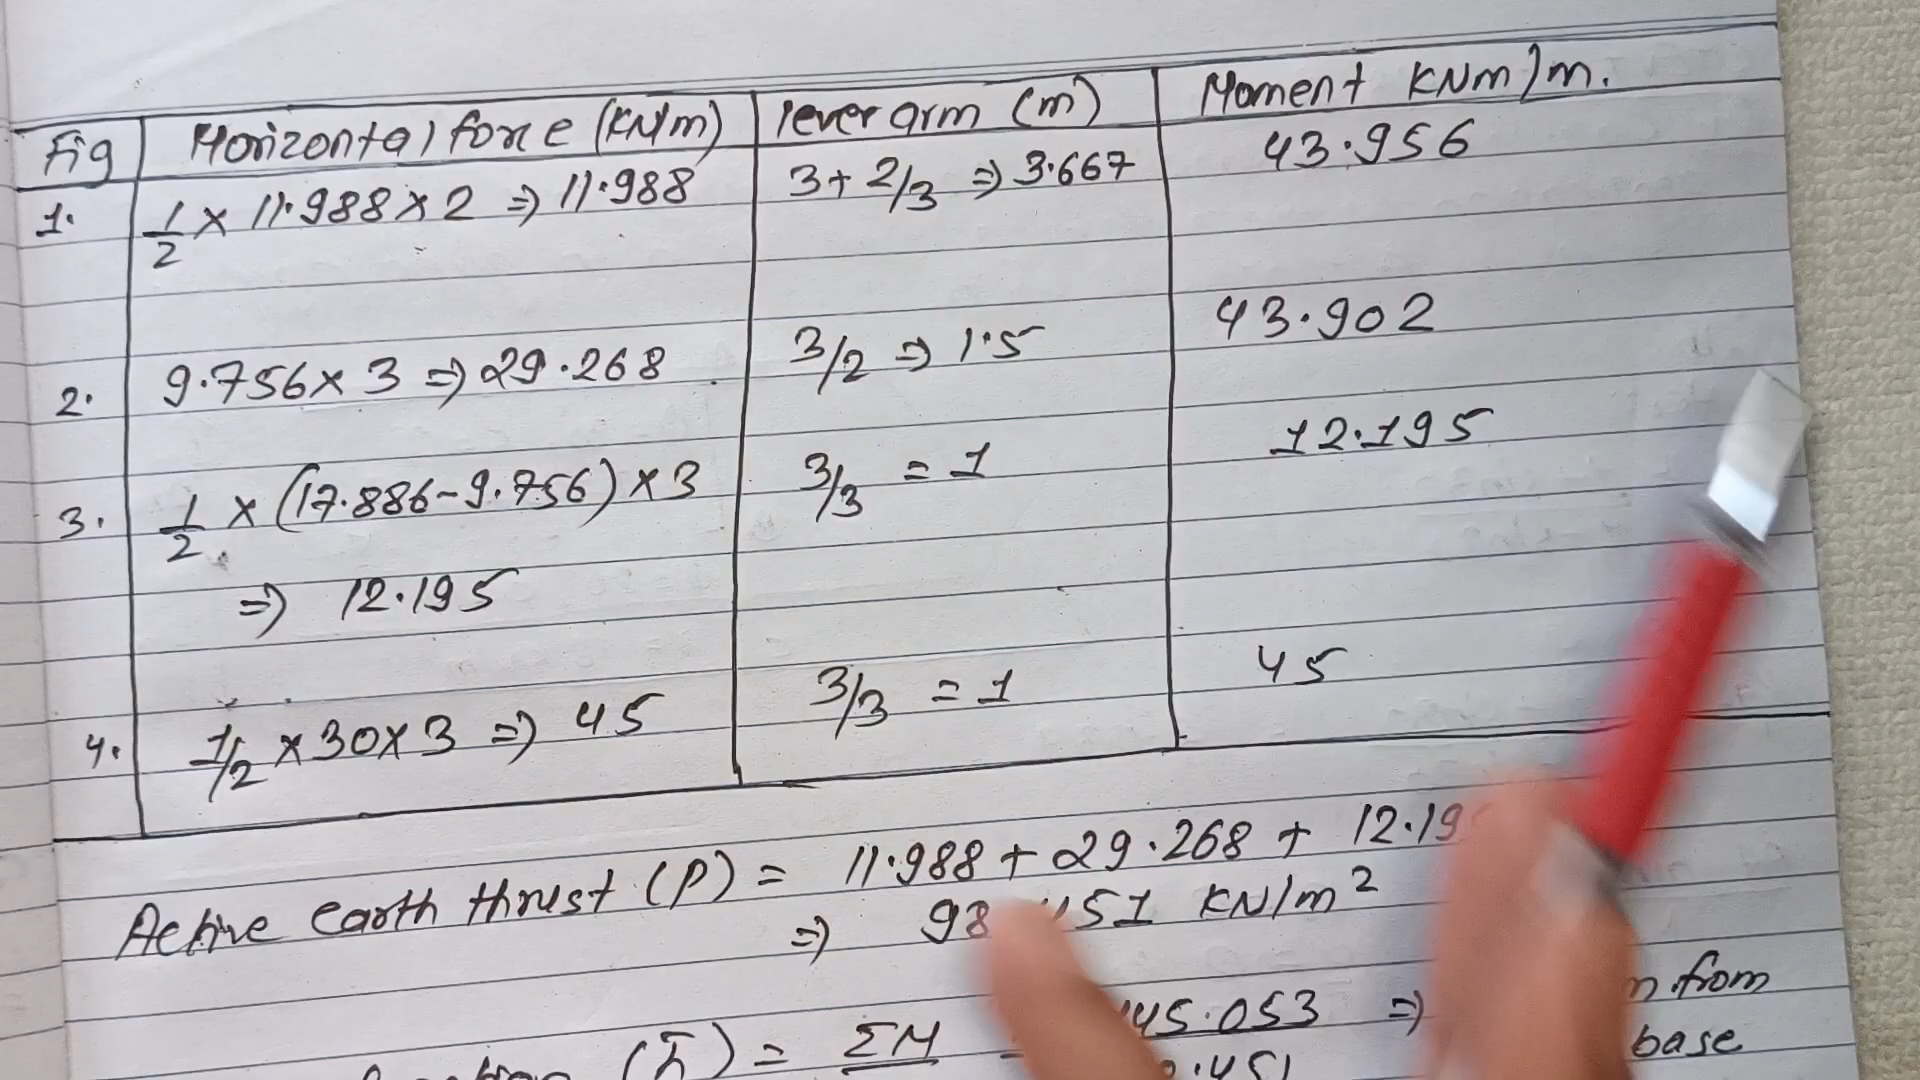 Fig Horizontal force (KN/m) lever arm (m) Moment KNm/m.
1. 1/2 × 11.988 × 2 ⇒ 11.988 3 + 2/3 ⇒ 3.667 43.956
2. 9.756 × 3 ⇒ 29.268 3/2 ⇒ 1.5 43.902
3. 1/2 × (17.886 - 9.756) × 3 3/3 = 1 12.195
⇒ 12.195
4. 1/2 × 30 × 3 ⇒ 45 3/3 = 1 45
Active earth thrust (P) = 11.988 + 29.268 + 12.19
⇒ 98 451 KN/m²
(h̄) = ΣM 45.053 ⇒ from
.451 base